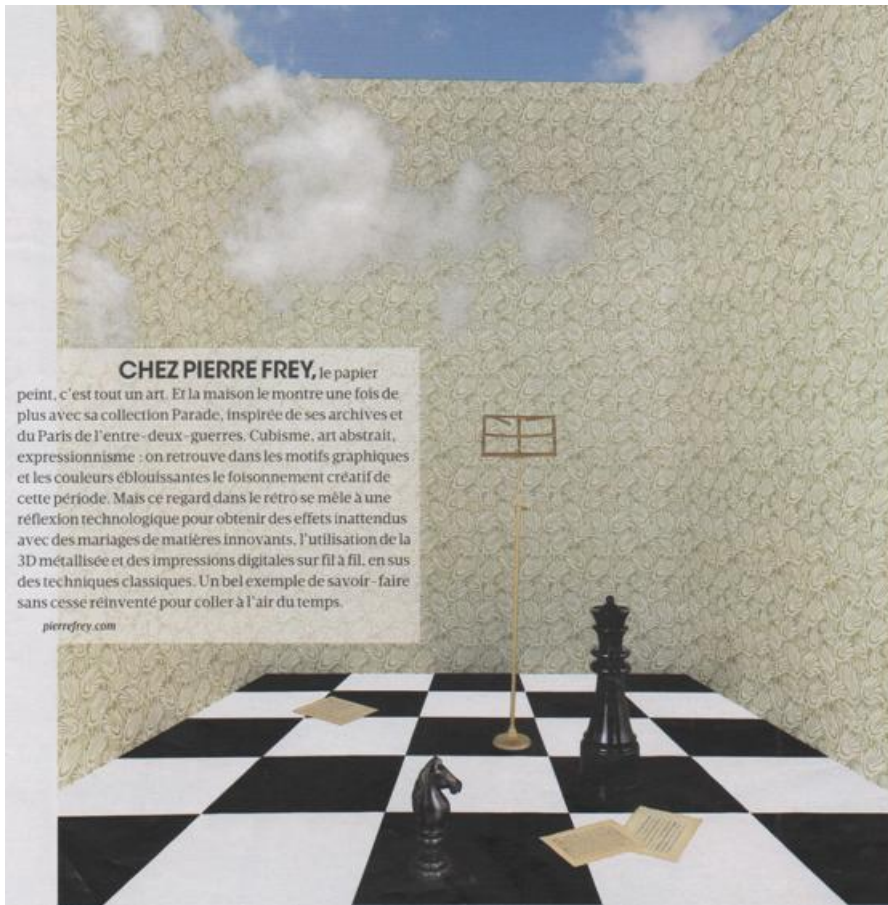 CHEZ PIERRE FREY, le papier
peint, c'est tout un art. Et la maison le montre une fois de
plus avec sa collection Parade, inspirée de ses archives et
du Paris de l'entre-deux-guerres. Cubisme, art abstrait,
expressionnisme : on retrouve dans les motifs graphiques
et les couleurs éblouissantes le foisonnement créatif de
cette période. Mais ce regard dans le rétro se mêle à une
réflexion technologique pour obtenir des effets inattendus
avec des mariages de matières innovants, l'utilisation de la
3D métallisée et des impressions digitales sur fil à fil, en sus
des techniques classiques. Un bel exemple de savoir-faire
sans cesse réinventé pour coller à l'air du temps.
pierrefrey.com